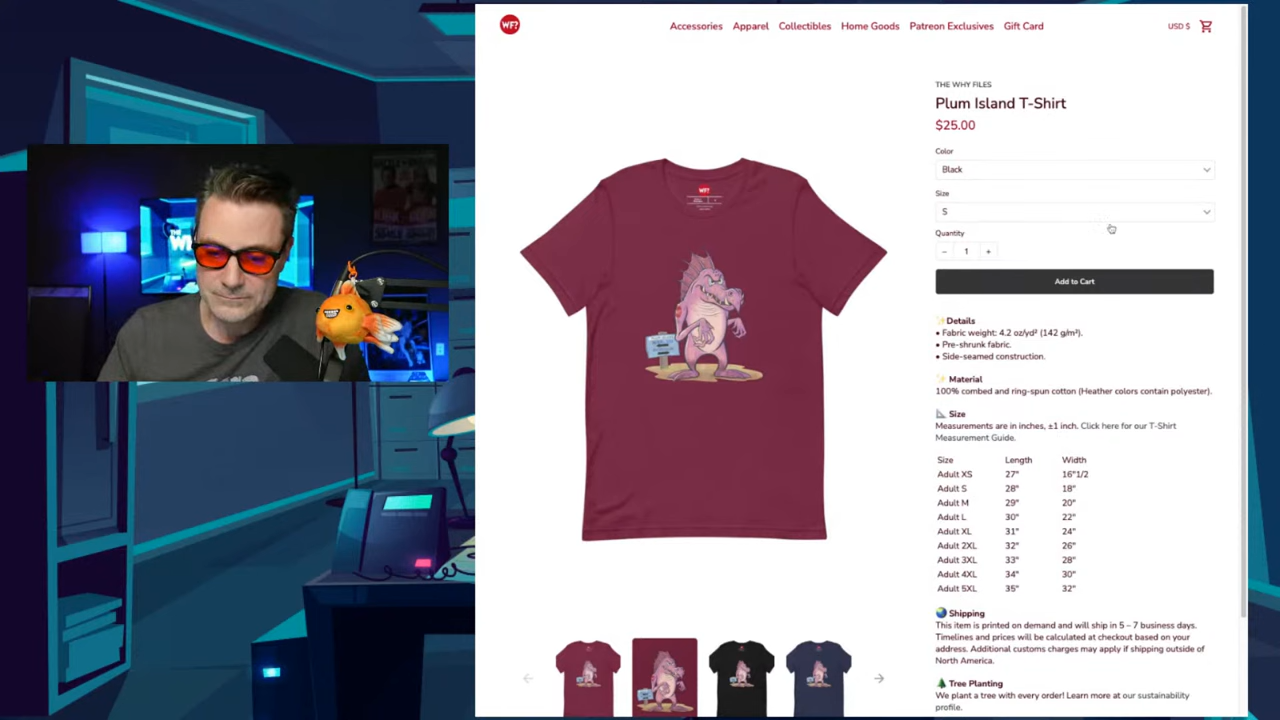 WF?
Accessories Apparel Collectibles Home Goods Patreon Exclusives Gift Card
USD $
THE WHY FILES
Plum Island T-Shirt
$25.00
Color
Black
Size
S
Quantity
− 1 +
Add to Cart
✨Details
• Fabric weight: 4.2 oz/yd² (142 g/m²).
• Pre-shrunk fabric.
• Side-seamed construction.
✨ Material
100% combed and ring-spun cotton (Heather colors contain polyester).
📐 Size
Measurements are in inches, ±1 inch. Click here for our T-Shirt
Measurement Guide.
Size Length Width
Adult XS 27" 16"1/2
Adult S 28" 18"
Adult M 29" 20"
Adult L 30" 22"
Adult XL 31" 24"
Adult 2XL 32" 26"
Adult 3XL 33" 28"
Adult 4XL 34" 30"
Adult 5XL 35" 32"
🌎 Shipping
This item is printed on demand and will ship in 5 – 7 business days.
Timelines and prices will be calculated at checkout based on your
address. Additional customs charges may apply if shipping outside of
North America.
🌲 Tree Planting
We plant a tree with every order! Learn more at our sustainability
profile.
WF?